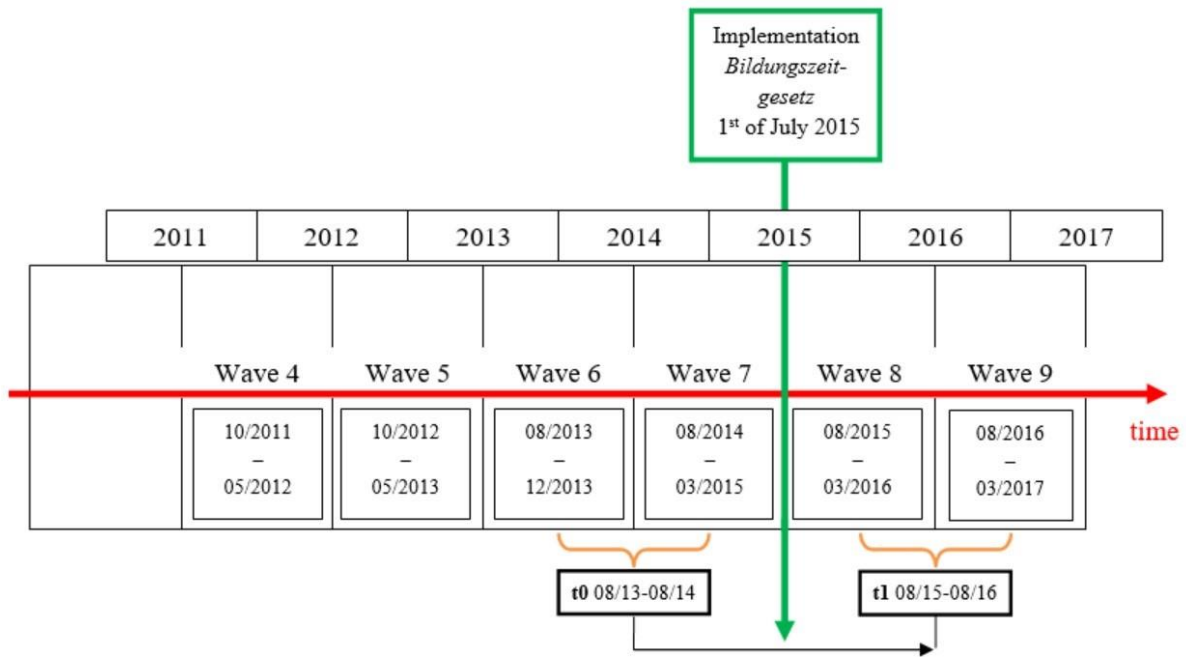 Implementation
Bildungszeit-
gesetz
1st of July 2015
2011 2012 2013 2014 2015 2016 2017
Wave 4 Wave 5 Wave 6 Wave 7 Wave 8 Wave 9
time
10/2011
–
05/2012
10/2012
–
05/2013
08/2013
–
12/2013
08/2014
–
03/2015
08/2015
–
03/2016
08/2016
–
03/2017
t0 08/13-08/14
t1 08/15-08/16